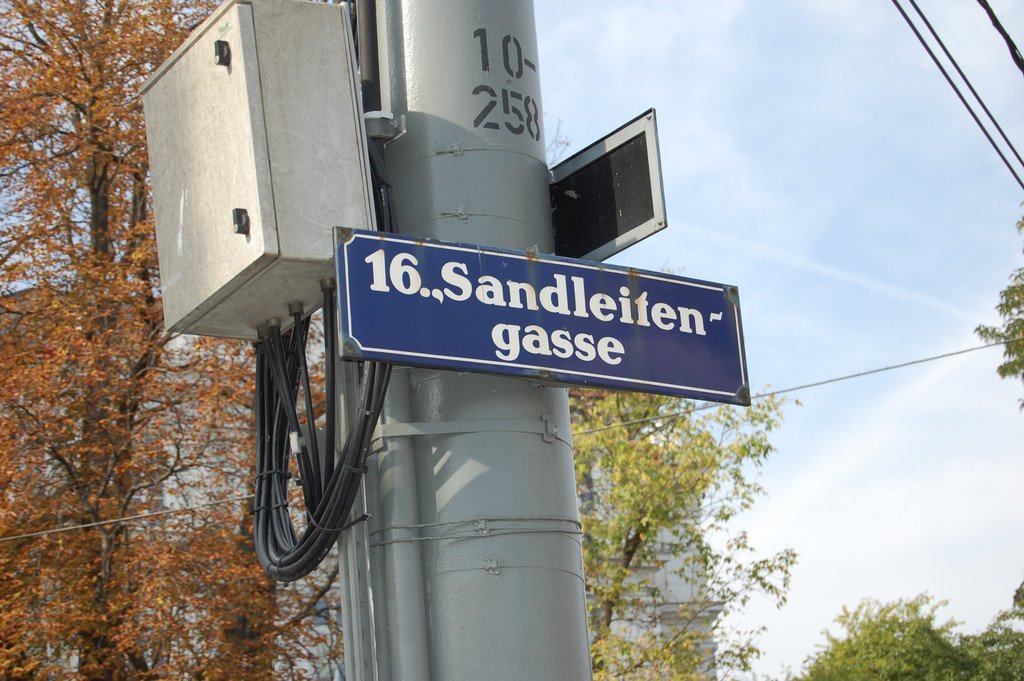 10-
258
16., Sandleiten-
gasse